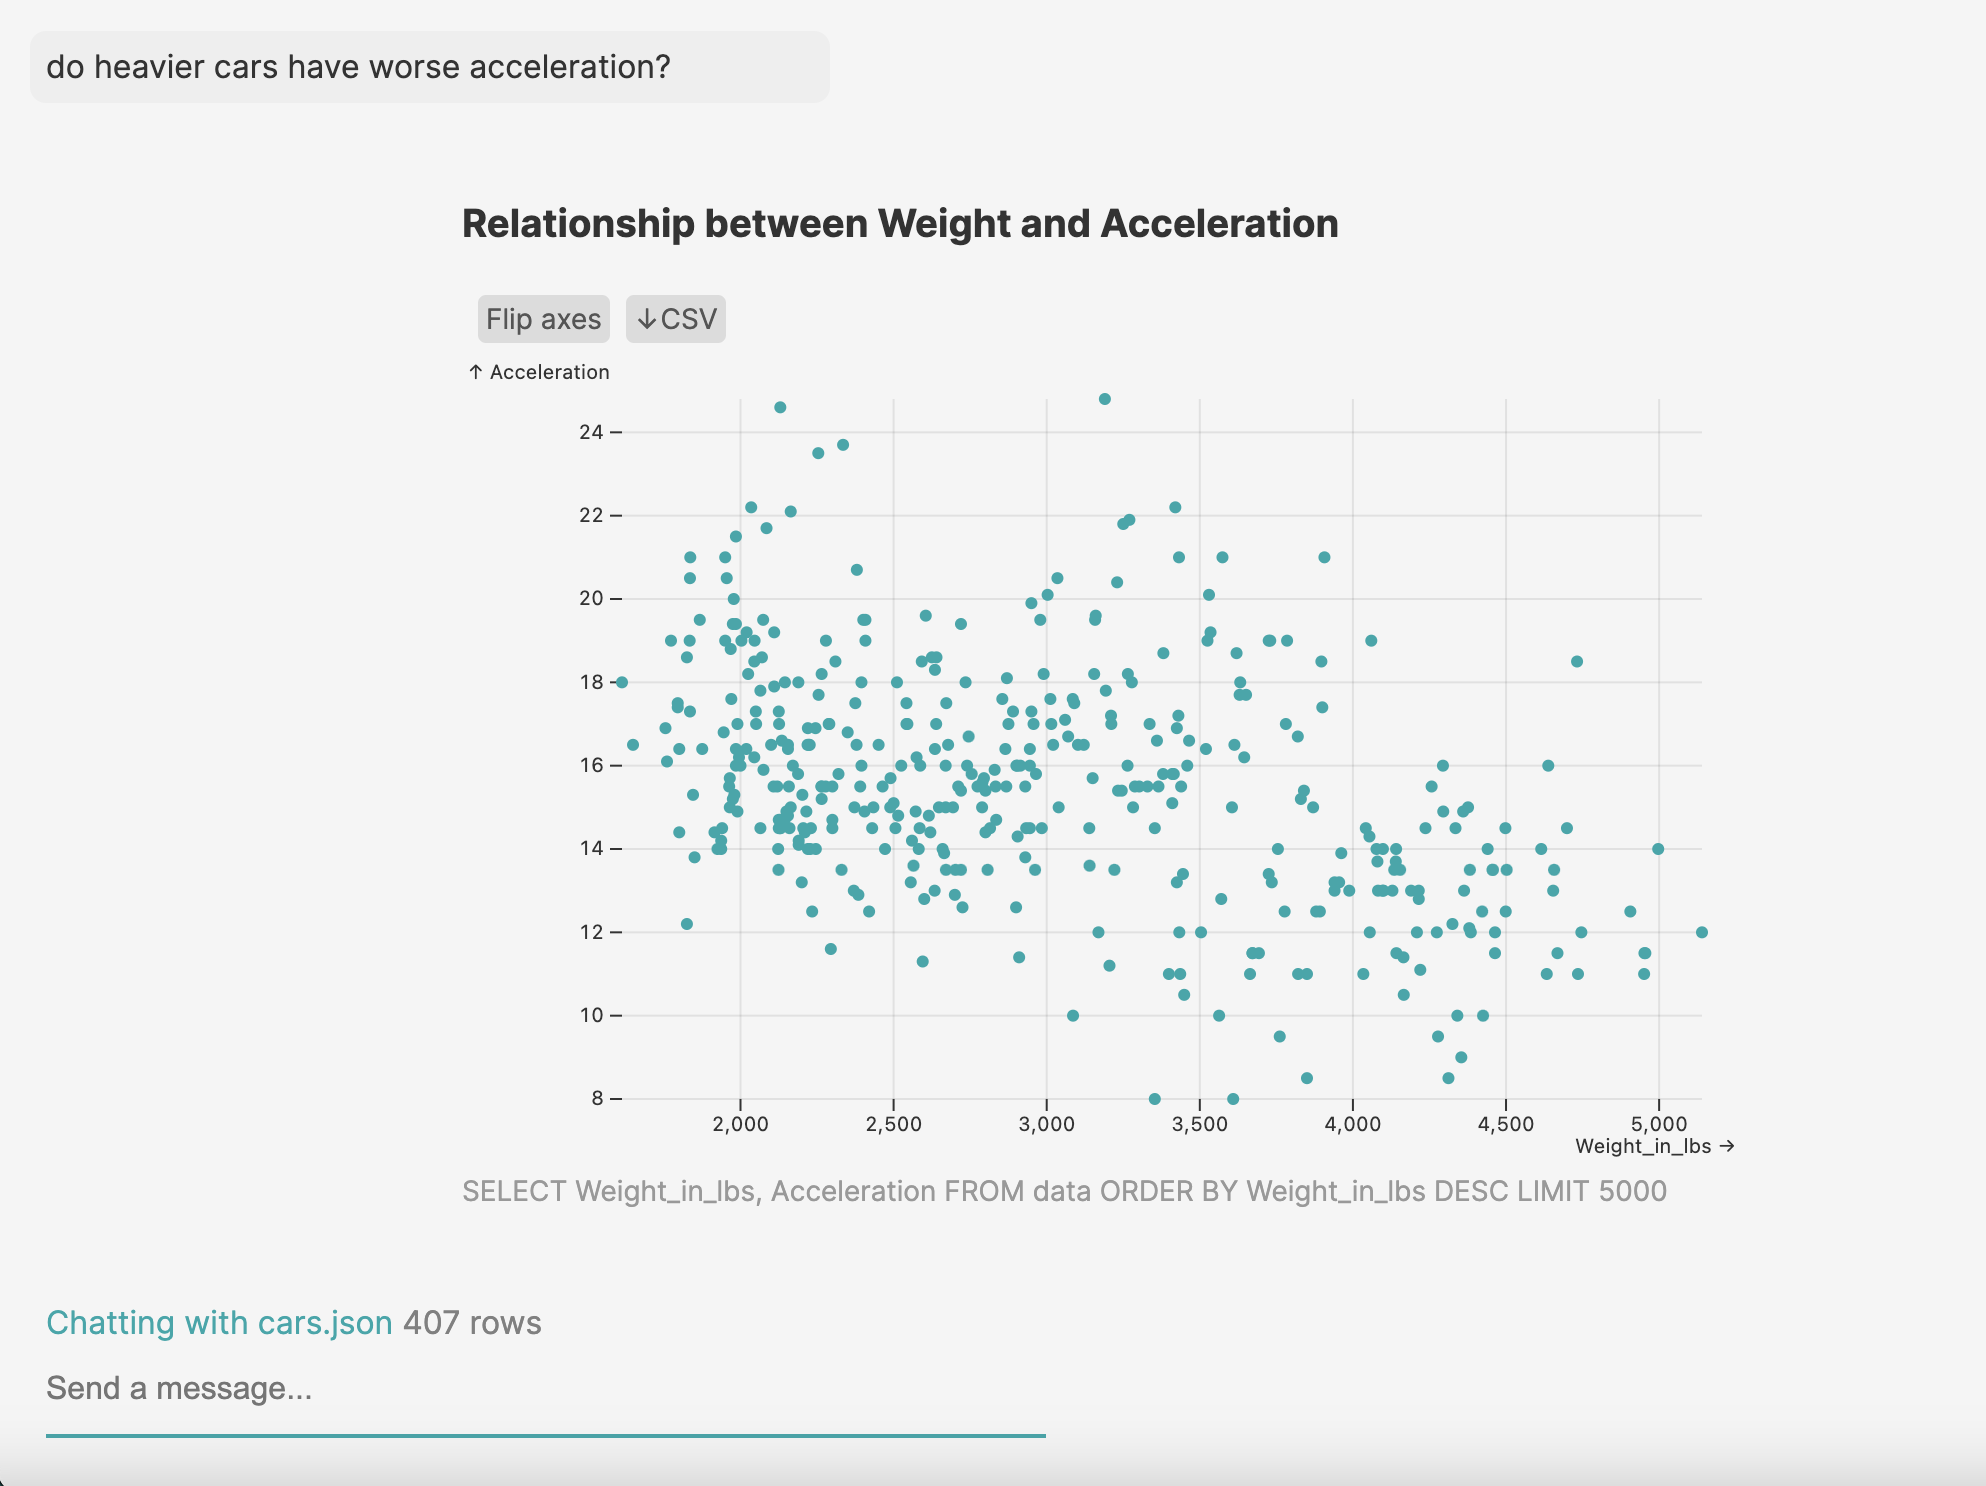 do heavier cars have worse acceleration?
Relationship between Weight and Acceleration
Flip axes ↓CSV
↑ Acceleration
24
22
20
18
16
14
12
10
8
2,000 2,500 3,000 3,500 4,000 4,500 5,000
Weight_in_lbs →
SELECT Weight_in_lbs, Acceleration FROM data ORDER BY Weight_in_lbs DESC LIMIT 5000
Chatting with cars.json 407 rows
Send a message...